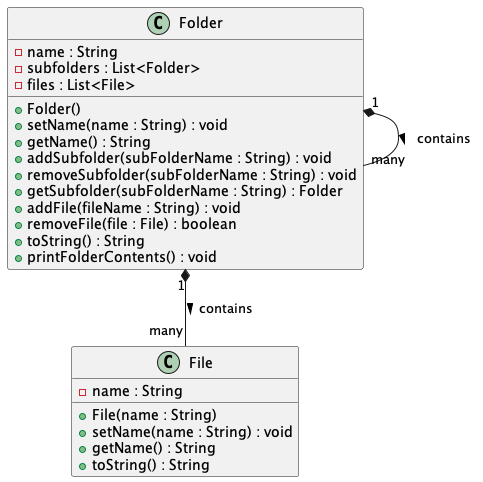 C Folder
name : String
subfolders : List<Folder>
files : List<File>
Folder()
setName(name : String) : void
getName() : String
addSubfolder(subFolderName : String) : void
removeSubfolder(subFolderName : String) : void
getSubfolder(subFolderName : String) : Folder
addFile(fileName : String) : void
removeFile(file : File) : boolean
toString() : String
printFolderContents() : void
1
contains
many
1
contains
many
C File
name : String
File(name : String)
setName(name : String) : void
getName() : String
toString() : String